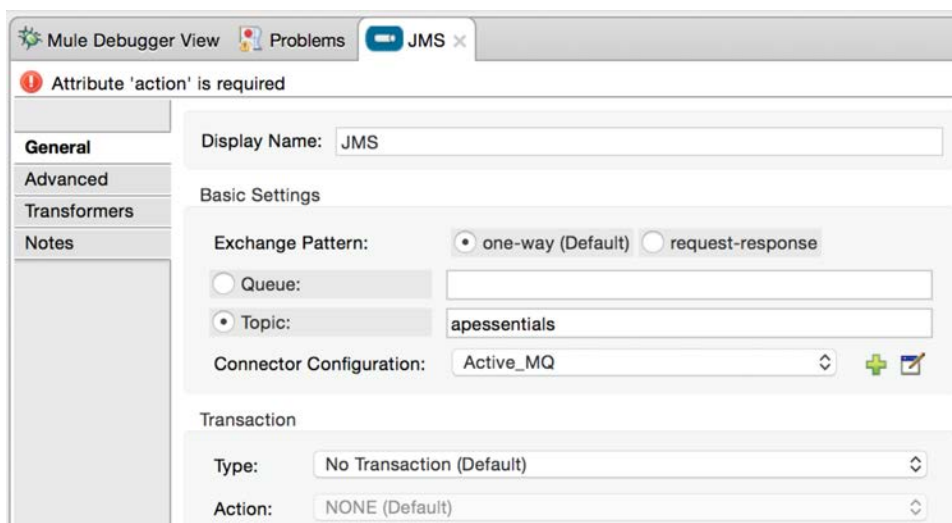 Mule Debugger View Problems JMS
Attribute 'action' is required
General
Advanced
Transformers
Notes
Display Name: JMS
Basic Settings
Exchange Pattern: one-way (Default) request-response
Queue:
Topic: apessentials
Connector Configuration: Active_MQ
Transaction
Type: No Transaction (Default)
Action: NONE (Default)